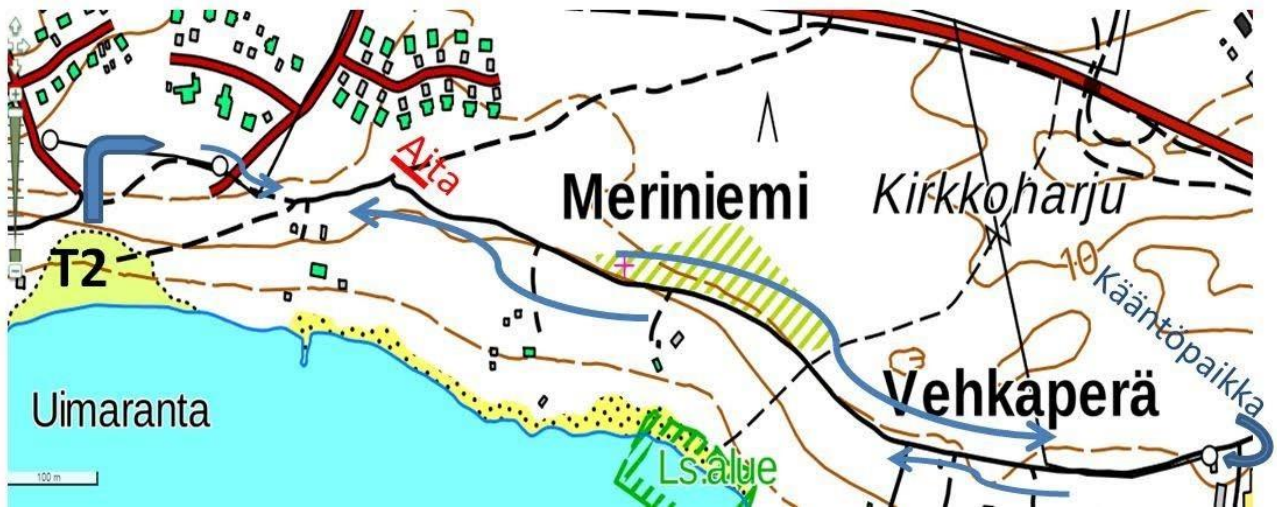 Aita
Meriniemi
Kirkkoharju
T2
10
Kääntöpaikka
Vehkaperä
Uimaranta
Ls.alue
100 m